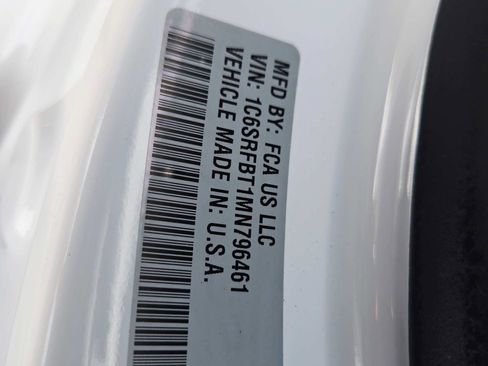 MFD BY: FCA US LLC
VIN: 1C6SRFBT1MN796461
VEHICLE MADE IN: U.S.A.